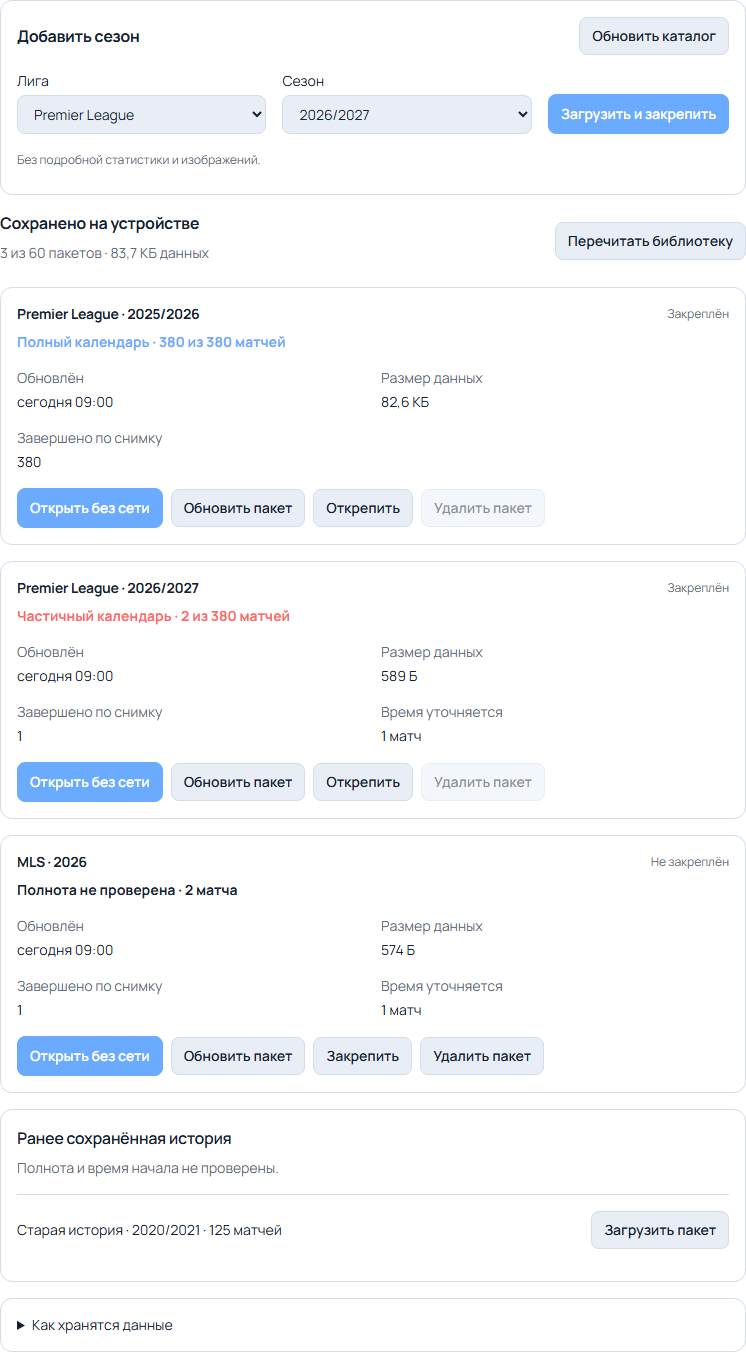 Добавить сезон
Обновить каталог
Лига
Сезон
Premier League
2026/2027
Загрузить и закрепить
Без подробной статистики и изображений.
Сохранено на устройстве
3 из 60 пакетов · 83,7 КБ данных
Перечитать библиотеку
Premier League · 2025/2026
Закреплён
Полный календарь · 380 из 380 матчей
Обновлён
Размер данных
сегодня 09:00
82,6 КБ
Завершено по снимку
380
Открыть без сети
Обновить пакет
Открепить
Удалить пакет
Premier League · 2026/2027
Закреплён
Частичный календарь · 2 из 380 матчей
Обновлён
Размер данных
сегодня 09:00
589 Б
Завершено по снимку
Время уточняется
1
1 матч
Открыть без сети
Обновить пакет
Открепить
Удалить пакет
MLS · 2026
Не закреплён
Полнота не проверена · 2 матча
Обновлён
Размер данных
сегодня 09:00
574 Б
Завершено по снимку
Время уточняется
1
1 матч
Открыть без сети
Обновить пакет
Закрепить
Удалить пакет
Ранее сохранённая история
Полнота и время начала не проверены.
Старая история · 2020/2021 · 125 матчей
Загрузить пакет
Как хранятся данные